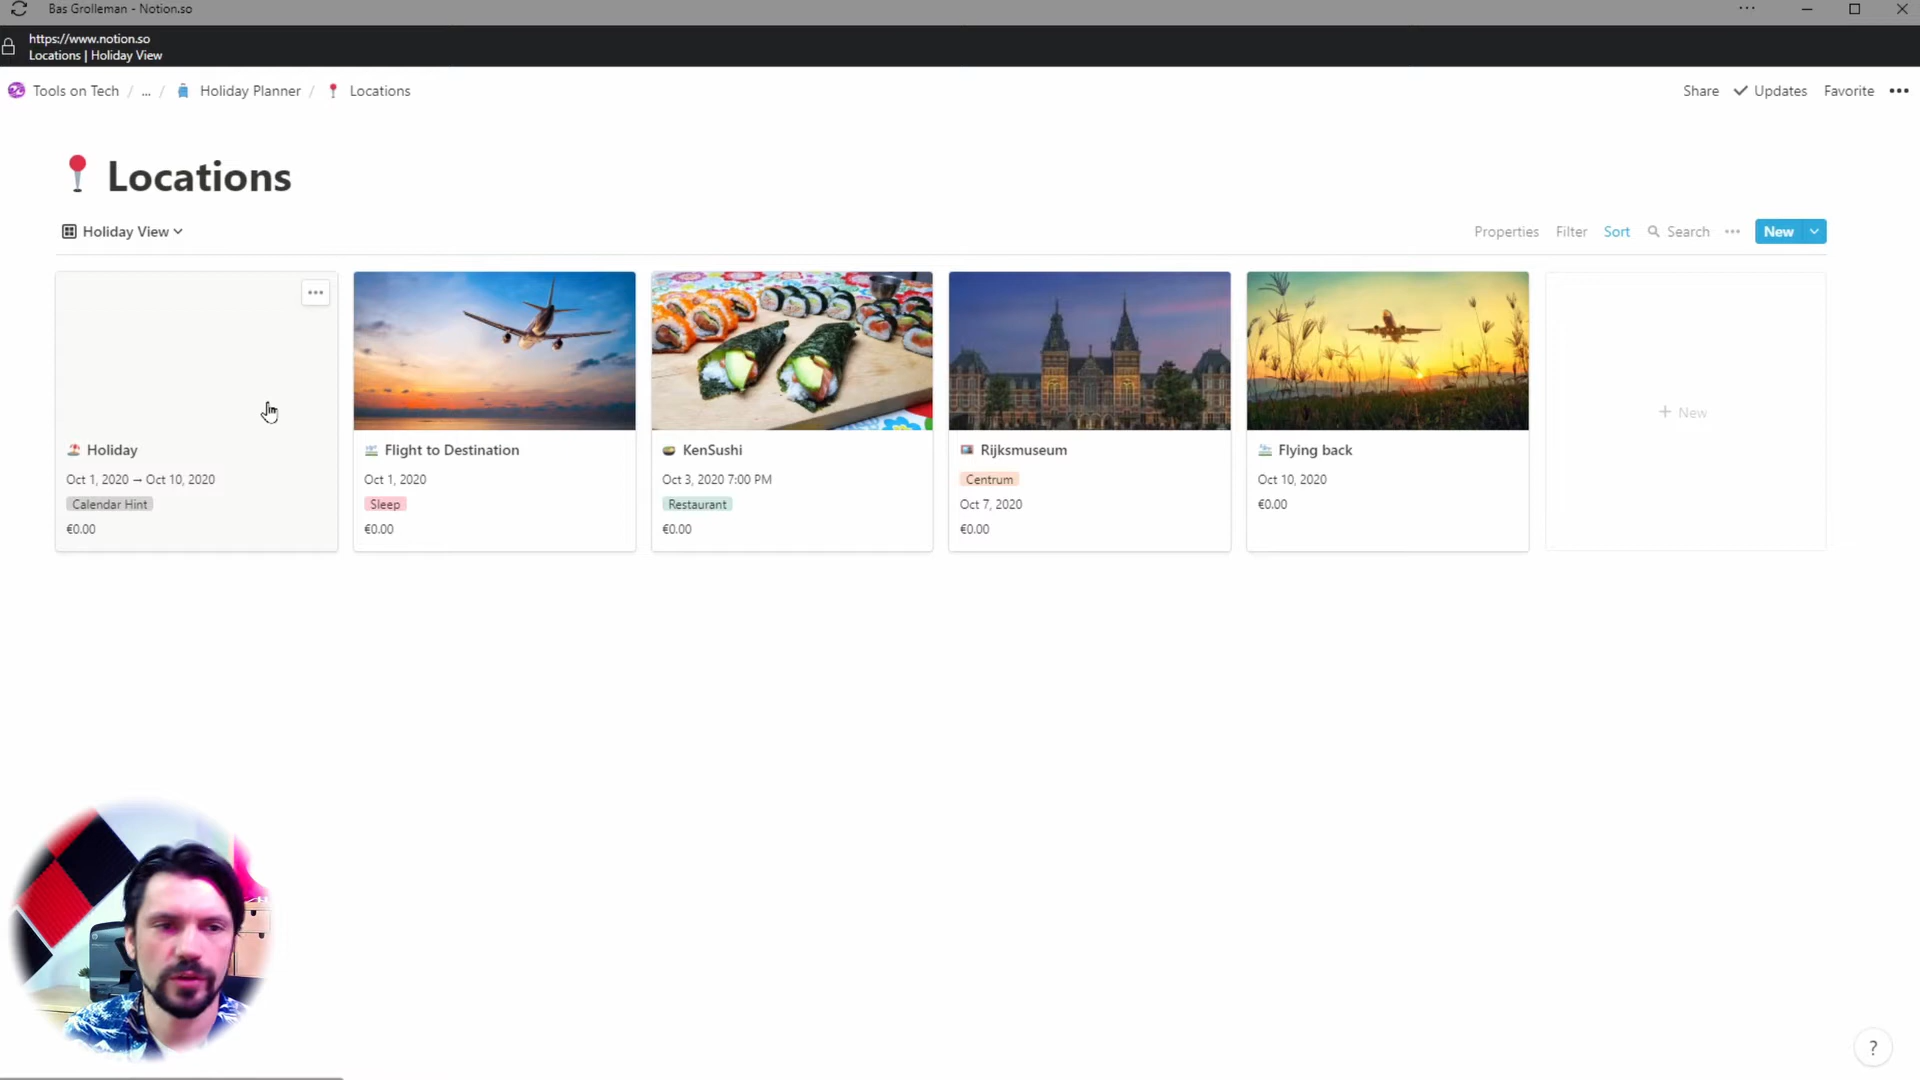 Bas Grolleman - Notion.so
https://www.notion.so
Locations | Holiday View
Tools on Tech / ... / Holiday Planner / Locations
Share Updates Favorite
Locations
Holiday View
Properties Filter Sort Search New
Holiday
Oct 1, 2020 → Oct 10, 2020
Calendar Hint
€0.00
Flight to Destination
Oct 1, 2020
Sleep
€0.00
KenSushi
Oct 3, 2020 7:00 PM
Restaurant
€0.00
Rijksmuseum
Centrum
Oct 7, 2020
€0.00
Flying back
Oct 10, 2020
€0.00
+ New
?